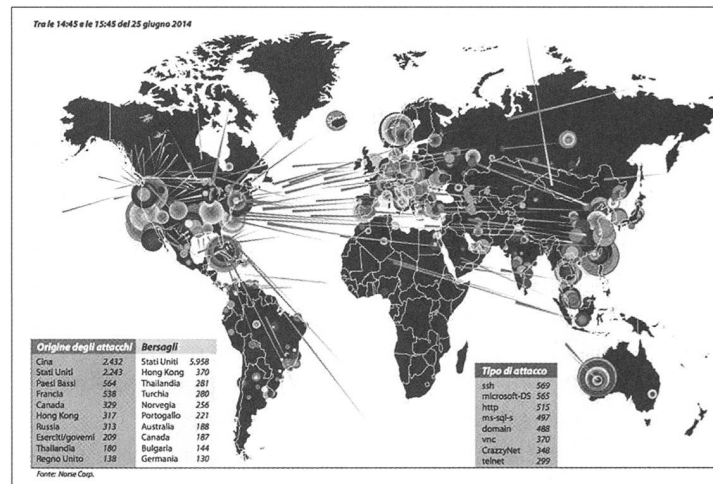 Tra le 14:45 e le 15:45 del 25 giugno 2014
Origine degli attacchi Bersagli
Cina 2.432 Stati Uniti 5.958
Stati Uniti 2.243 Hong Kong 370
Paesi Bassi 564 Thailandia 281
Francia 538 Turchia 280
Canada 329 Norvegia 256
Hong Kong 317 Portogallo 221
Russia 313 Australia 188
Eserciti/governi 209 Canada 187
Thailandia 180 Bulgaria 144
Regno Unito 138 Germania 130
Tipo di attacco
ssh 569
microsoft-DS 565
http 515
ms-sql-s 497
domain 488
vnc 370
CrazzyNet 348
telnet 299
Fonte: Norse Corp.